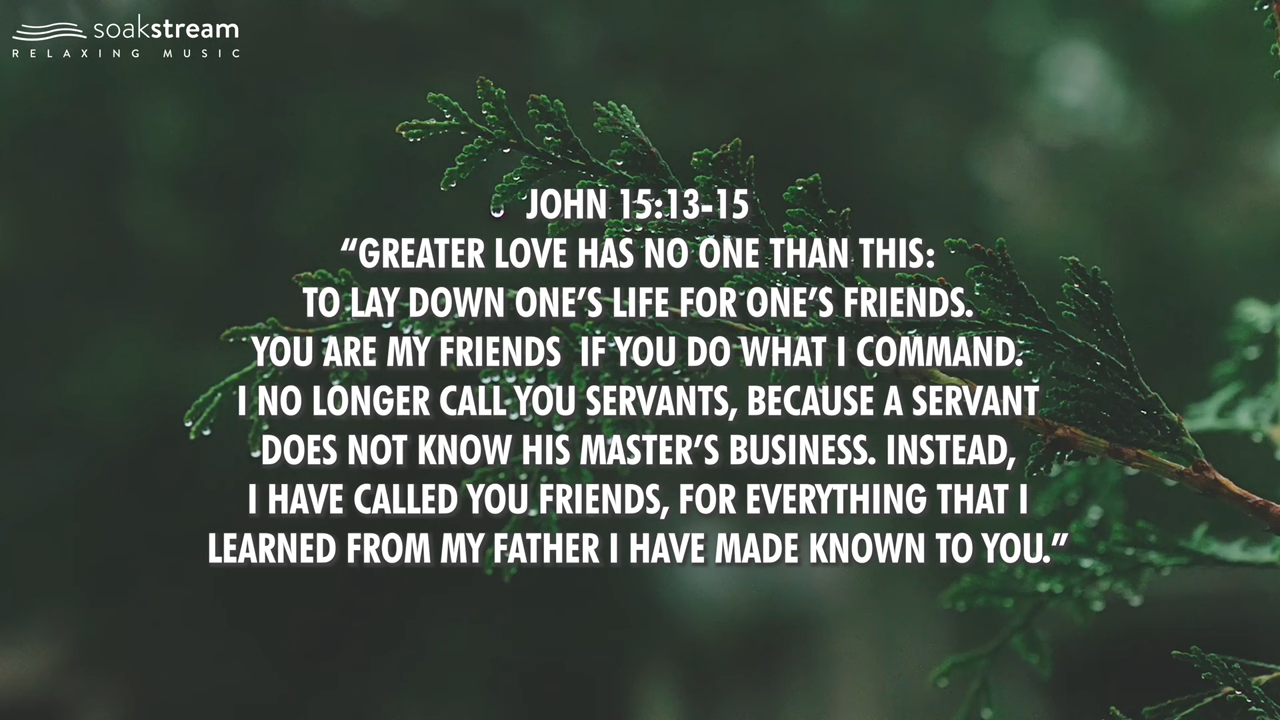 soakstream
RELAXING MUSIC
JOHN 15:13-15
“GREATER LOVE HAS NO ONE THAN THIS:
TO LAY DOWN ONE’S LIFE FOR ONE’S FRIENDS.
YOU ARE MY FRIENDS  IF YOU DO WHAT I COMMAND.
I NO LONGER CALL YOU SERVANTS, BECAUSE A SERVANT
DOES NOT KNOW HIS MASTER’S BUSINESS. INSTEAD,
I HAVE CALLED YOU FRIENDS, FOR EVERYTHING THAT I
LEARNED FROM MY FATHER I HAVE MADE KNOWN TO YOU.”